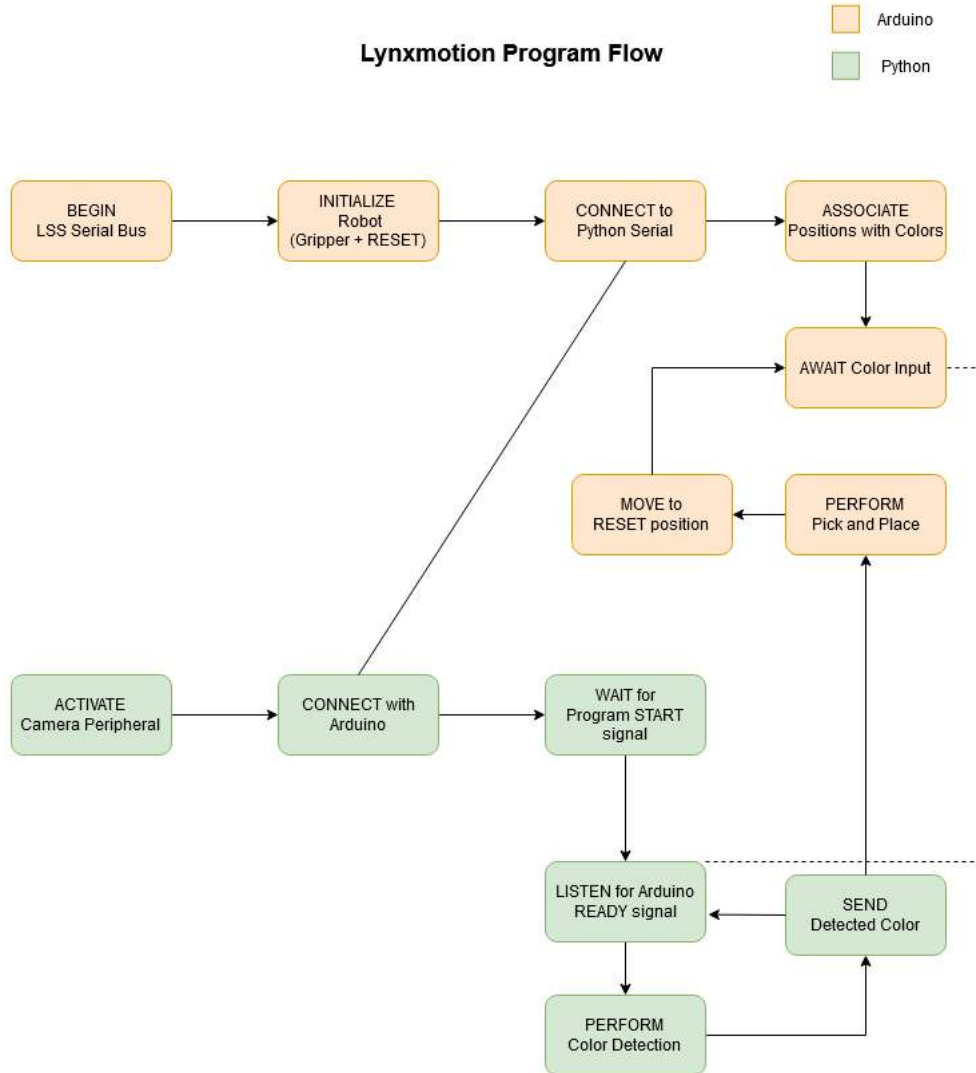 Arduino
Lynxmotion Program Flow
Python
BEGIN
LSS Serial Bus
INITIALIZE
Robot
(Gripper + RESET)
CONNECT to
Python Serial
ASSOCIATE
Positions with Colors
AWAIT Color Input
MOVE to
RESET position
PERFORM
Pick and Place
ACTIVATE
Camera Peripheral
CONNECT with
Arduino
WAIT for
Program START
signal
LISTEN for Arduino
READY signal
SEND
Detected Color
PERFORM
Color Detection